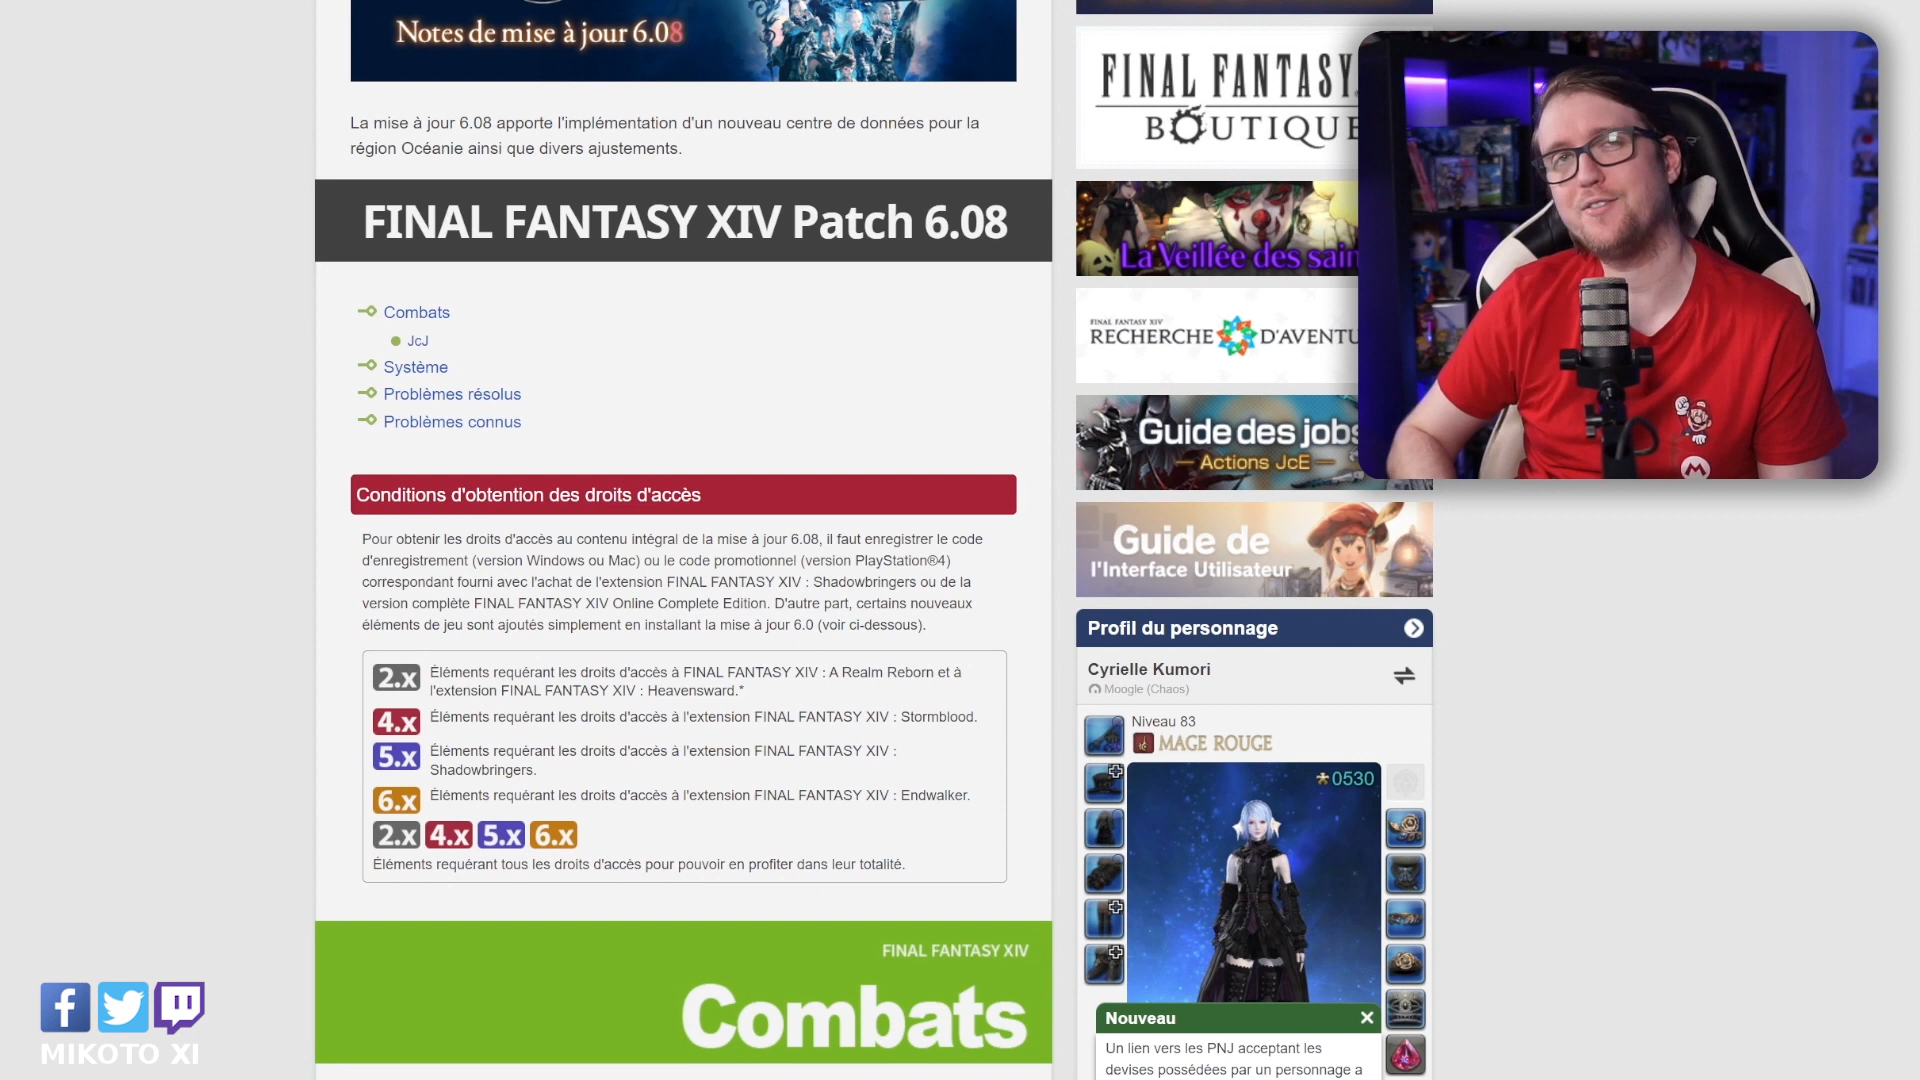 Notes de mise à jour 6.08
La mise à jour 6.08 apporte l'implémentation d'un nouveau centre de données pour la
région Océanie ainsi que divers ajustements.
FINAL FANTASY XIV Patch 6.08
Combats
JcJ
Système
Problèmes résolus
Problèmes connus
Conditions d'obtention des droits d'accès
Pour obtenir les droits d'accès au contenu intégral de la mise à jour 6.08, il faut enregistrer le code
d'enregistrement (version Windows ou Mac) ou le code promotionnel (version PlayStation®4)
correspondant fourni avec l'achat de l'extension FINAL FANTASY XIV : Shadowbringers ou de la
version complète FINAL FANTASY XIV Online Complete Edition. D'autre part, certains nouveaux
éléments de jeu sont ajoutés simplement en installant la mise à jour 6.0 (voir ci-dessous).
2.x Éléments requérant les droits d'accès à FINAL FANTASY XIV : A Realm Reborn et à
l'extension FINAL FANTASY XIV : Heavensward.*
4.x Éléments requérant les droits d'accès à l'extension FINAL FANTASY XIV : Stormblood.
5.x Éléments requérant les droits d'accès à l'extension FINAL FANTASY XIV :
Shadowbringers.
6.x Éléments requérant les droits d'accès à l'extension FINAL FANTASY XIV : Endwalker.
2.x 4.x 5.x 6.x
Éléments requérant tous les droits d'accès pour pouvoir en profiter dans leur totalité.
FINAL FANTASY XIV
Combats
FINAL FANTASY
BOUTIQUE
La Veillée des sain
FINAL FANTASY XIV
RECHERCHE D'AVENTU
Guide des jobs
Actions JcE
Guide de
l'Interface Utilisateur
Profil du personnage
Cyrielle Kumori
Moogle (Chaos)
Niveau 83
MAGE ROUGE
0530
Nouveau
Un lien vers les PNJ acceptant les
devises possédées par un personnage a
M
MIKOTO XI